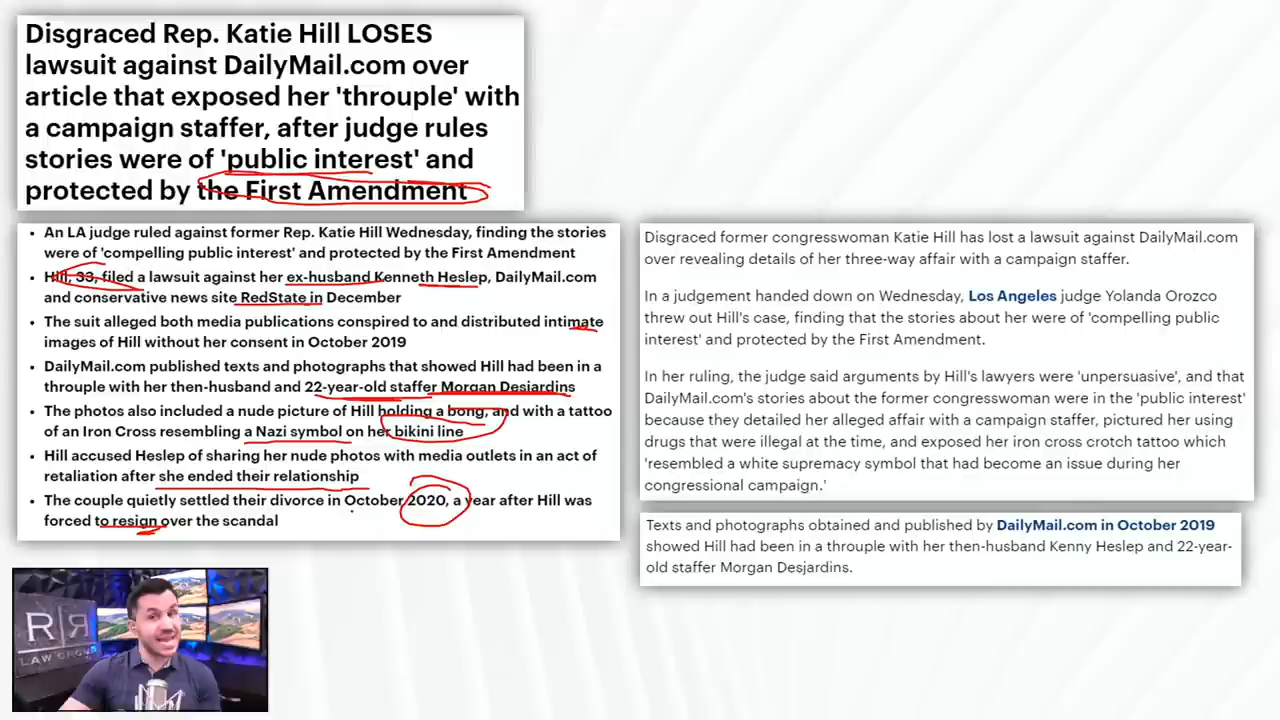 Disgraced Rep. Katie Hill LOSES
lawsuit against DailyMail.com over
article that exposed her 'throuple' with
a campaign staffer, after judge rules
stories were of 'public interest' and
protected by the First Amendment
• An LA judge ruled against former Rep. Katie Hill Wednesday, finding the stories
were of 'compelling public interest' and protected by the First Amendment
• Hill, 33, filed a lawsuit against her ex-husband Kenneth Heslep, DailyMail.com
and conservative news site RedState in December
• The suit alleged both media publications conspired to and distributed intimate
images of Hill without her consent in October 2019
• DailyMail.com published texts and photographs that showed Hill had been in a
throuple with her then-husband and 22-year-old staffer Morgan Desjardins
• The photos also included a nude picture of Hill holding a bong, and with a tattoo
of an Iron Cross resembling a Nazi symbol on her bikini line
• Hill accused Heslep of sharing her nude photos with media outlets in an act of
retaliation after she ended their relationship
• The couple quietly settled their divorce in October 2020, a year after Hill was
forced to resign over the scandal
Disgraced former congresswoman Katie Hill has lost a lawsuit against DailyMail.com
over revealing details of her three-way affair with a campaign staffer.
In a judgement handed down on Wednesday, Los Angeles judge Yolanda Orozco
threw out Hill's case, finding that the stories about her were of 'compelling public
interest' and protected by the First Amendment.
In her ruling, the judge said arguments by Hill's lawyers were 'unpersuasive', and that
DailyMail.com's stories about the former congresswoman were in the 'public interest'
because they detailed her alleged affair with a campaign staffer, pictured her using
drugs that were illegal at the time, and exposed her iron cross crotch tattoo which
'resembled a white supremacy symbol that had become an issue during her
congressional campaign.'
Texts and photographs obtained and published by DailyMail.com in October 2019
showed Hill had been in a throuple with her then-husband Kenny Heslep and 22-year-
old staffer Morgan Desjardins.
R|R
LAW GROUP